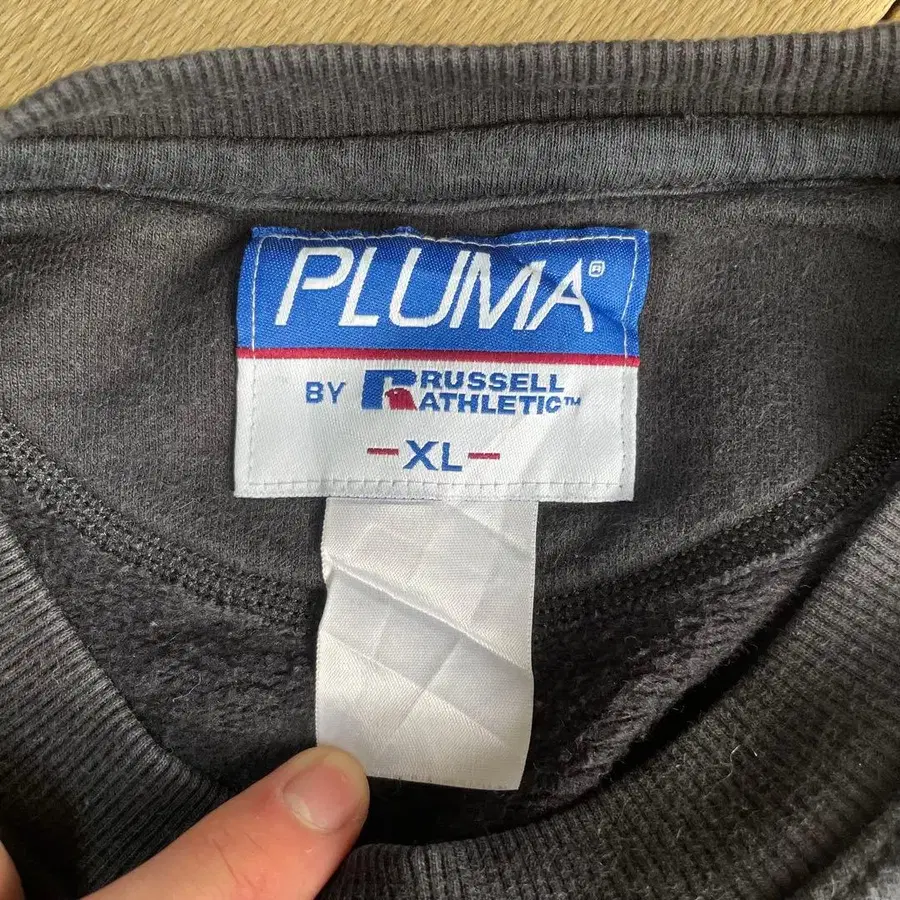 PLUMA®
BY RUSSELL
ATHLETIC™
-XL-